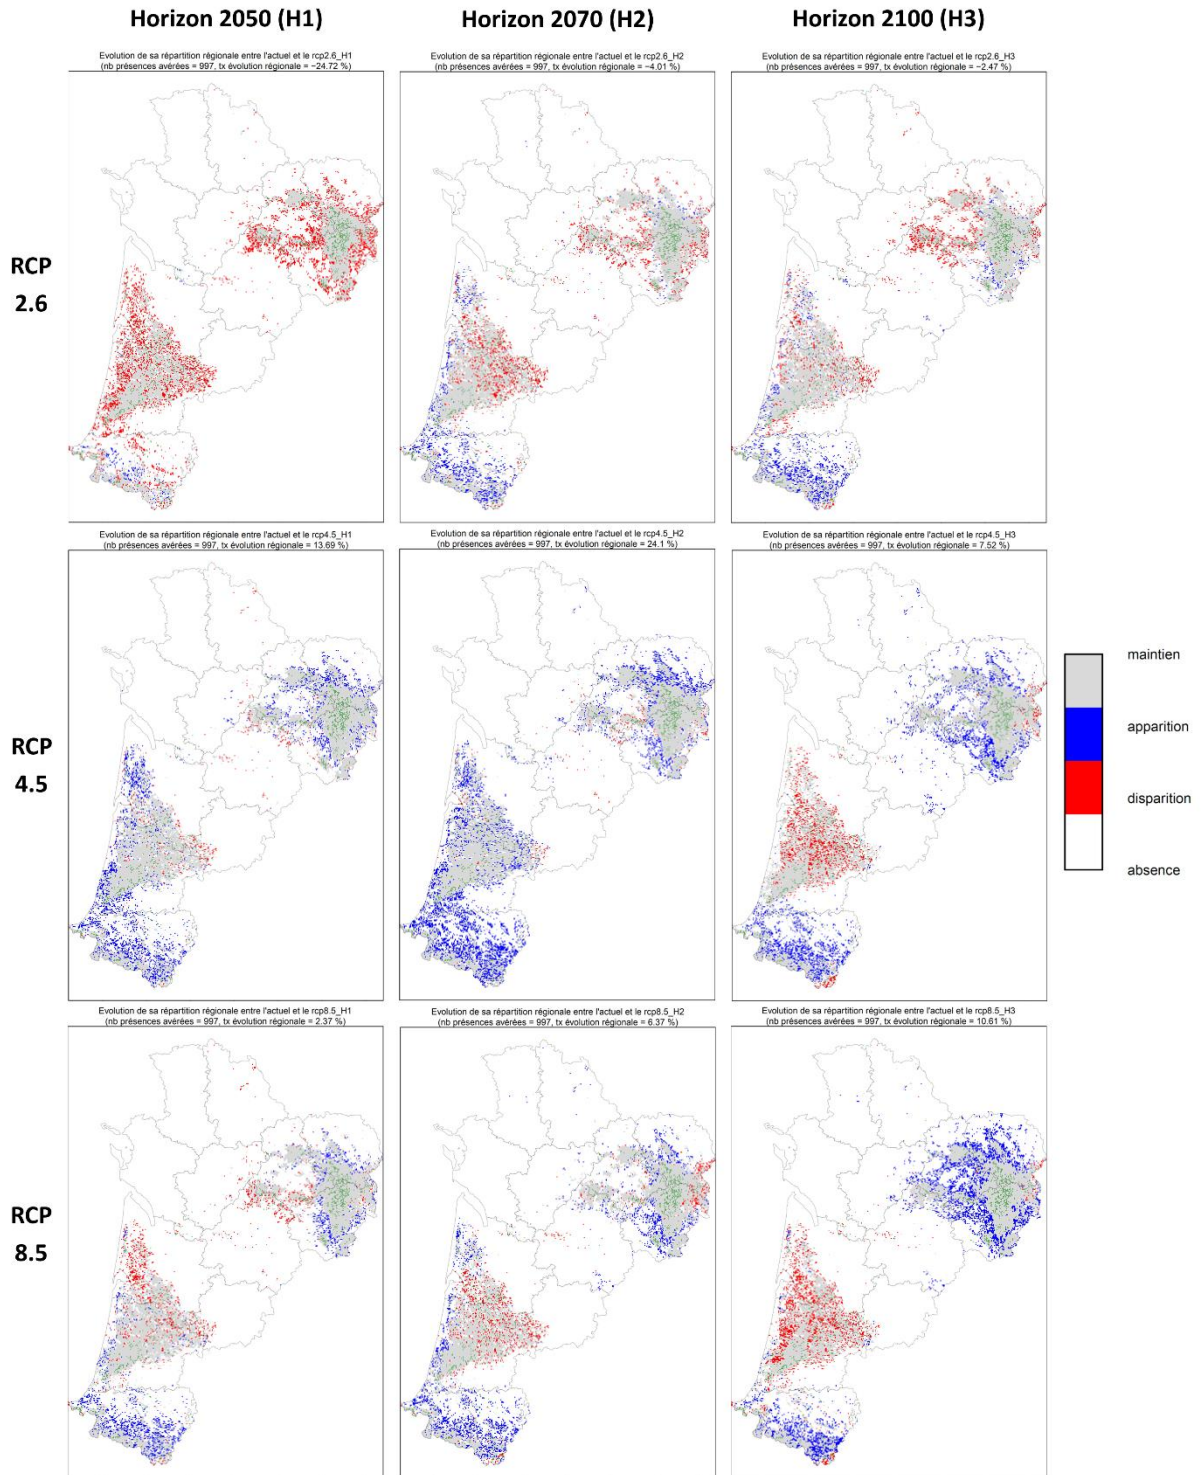 Horizon 2050 (H1)
Horizon 2070 (H2)
Horizon 2100 (H3)
Evolution de sa répartition régionale entre l'actuel et le rcp2.6_H1
(nb présences avérées = 997, tx évolution régionale = −24.72 %)
Evolution de sa répartition régionale entre l'actuel et le rcp2.6_H2
(nb présences avérées = 997, tx évolution régionale = −4.01 %)
Evolution de sa répartition régionale entre l'actuel et le rcp2.6_H3
(nb présences avérées = 997, tx évolution régionale = −2.47 %)
RCP
2.6
Evolution de sa répartition régionale entre l'actuel et le rcp4.5_H1
(nb présences avérées = 997, tx évolution régionale = 13.69 %)
Evolution de sa répartition régionale entre l'actuel et le rcp4.5_H2
(nb présences avérées = 997, tx évolution régionale = 24.1 %)
Evolution de sa répartition régionale entre l'actuel et le rcp4.5_H3
(nb présences avérées = 997, tx évolution régionale = 7.52 %)
RCP
4.5
maintien
apparition
disparition
absence
Evolution de sa répartition régionale entre l'actuel et le rcp8.5_H1
(nb présences avérées = 997, tx évolution régionale = 2.37 %)
Evolution de sa répartition régionale entre l'actuel et le rcp8.5_H2
(nb présences avérées = 997, tx évolution régionale = 6.37 %)
Evolution de sa répartition régionale entre l'actuel et le rcp8.5_H3
(nb présences avérées = 997, tx évolution régionale = 10.61 %)
RCP
8.5